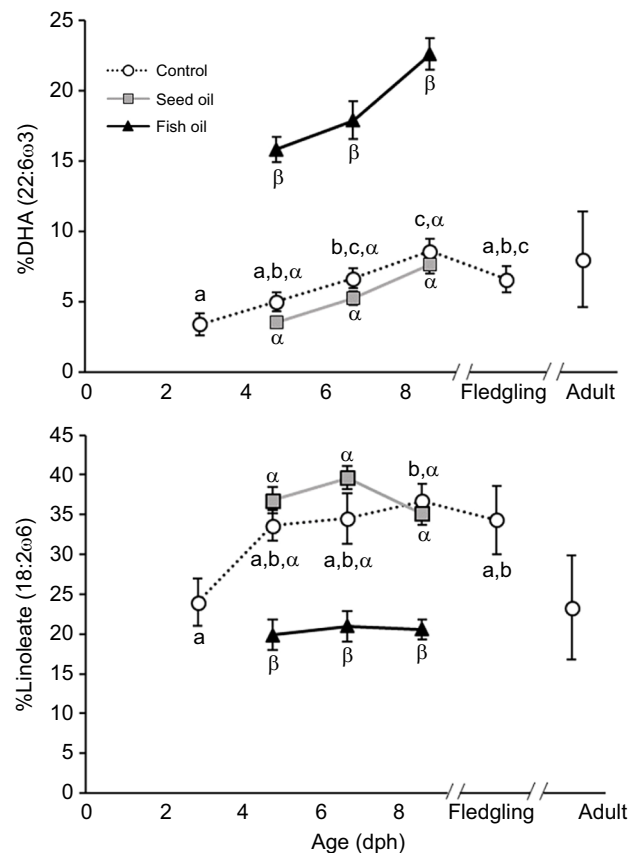 25
20
15
10
5
0
%DHA (22:6ω3)
Control
Seed oil
Fish oil
β
β
β
a
a,b,α
b,c,α
c,α
a,b,c
α
α
α
0 2 4 6 8 Fledgling Adult
45
40
35
30
25
20
15
10
5
0
%Linoleate (18:2ω6)
α
α
b,α
α
a,b,α
a,b,α
a,b
a
β
β
β
0 2 4 6 8 Fledgling Adult
Age (dph)